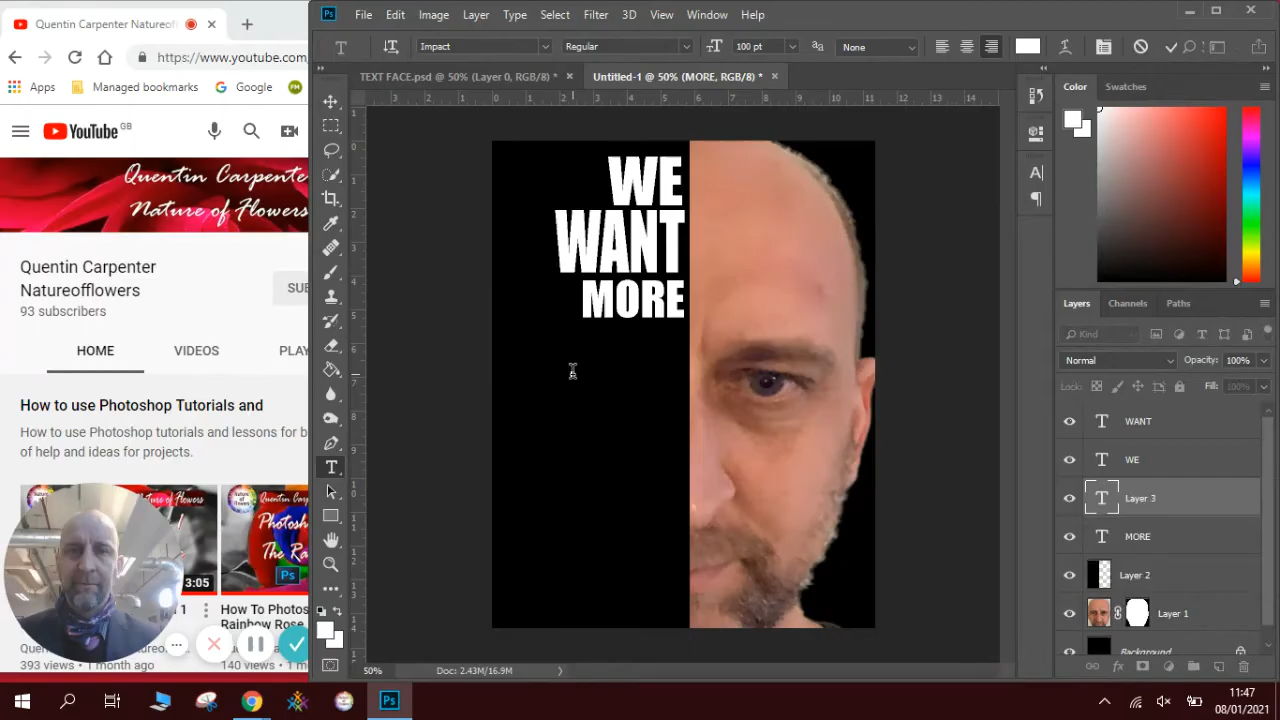 Quentin Carpenter Natureof
File Edit Image Layer Type Select Filter 3D View Window Help
Impact Regular 100 pt None
https://www.youtube.com
Apps Managed bookmarks Google
TEXT FACE.psd @ 50% (Layer 0, RGB/8) *
Untitled-1 @ 50% (MORE, RGB/8) *
YouTube GB
Quentin Carpenter
Nature of Flowers
Quentin Carpenter
Natureofflowers
93 subscribers
SU
HOME VIDEOS PLAY
How to use Photoshop Tutorials and
How to use Photoshop tutorials and lessons for b
of help and ideas for projects.
3:05
How To Photos
Rainbow Rose
393 views • 1 month ago
140 views • 1
WE
WANT
MORE
50% Doc: 2.43M/16.9M
Color Swatches
Layers Channels Paths
Kind
Normal Opacity: 100%
Lock: Fill: 100%
WANT
WE
Layer 3
MORE
Layer 2
Layer 1
Background
11:47
08/01/2021